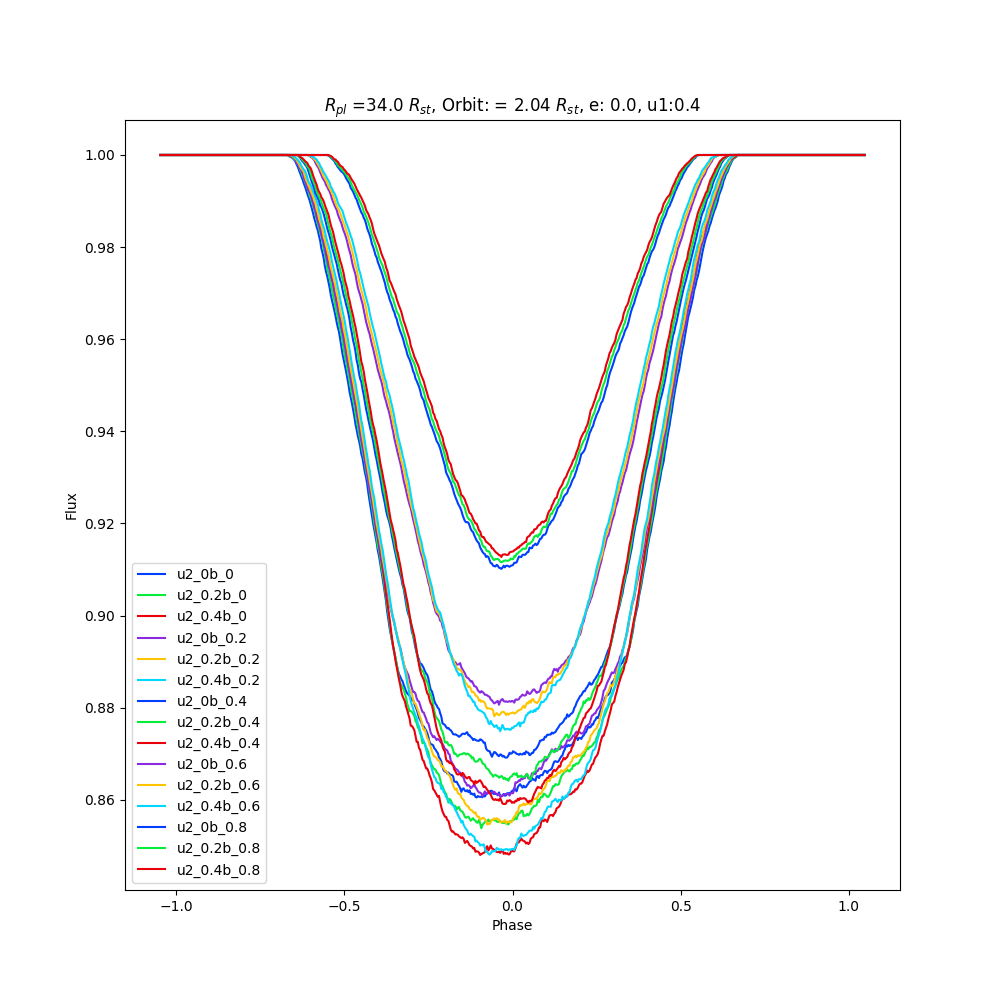 R_pl =34.0 R_st, Orbit: = 2.04 R_st, e: 0.0, u1:0.4
1.00
0.98
0.96
0.94
0.92
0.90
0.88
0.86
Flux
u2_0b_0
u2_0.2b_0
u2_0.4b_0
u2_0b_0.2
u2_0.2b_0.2
u2_0.4b_0.2
u2_0b_0.4
u2_0.2b_0.4
u2_0.4b_0.4
u2_0b_0.6
u2_0.2b_0.6
u2_0.4b_0.6
u2_0b_0.8
u2_0.2b_0.8
u2_0.4b_0.8
−1.0 −0.5 0.0 0.5 1.0
Phase